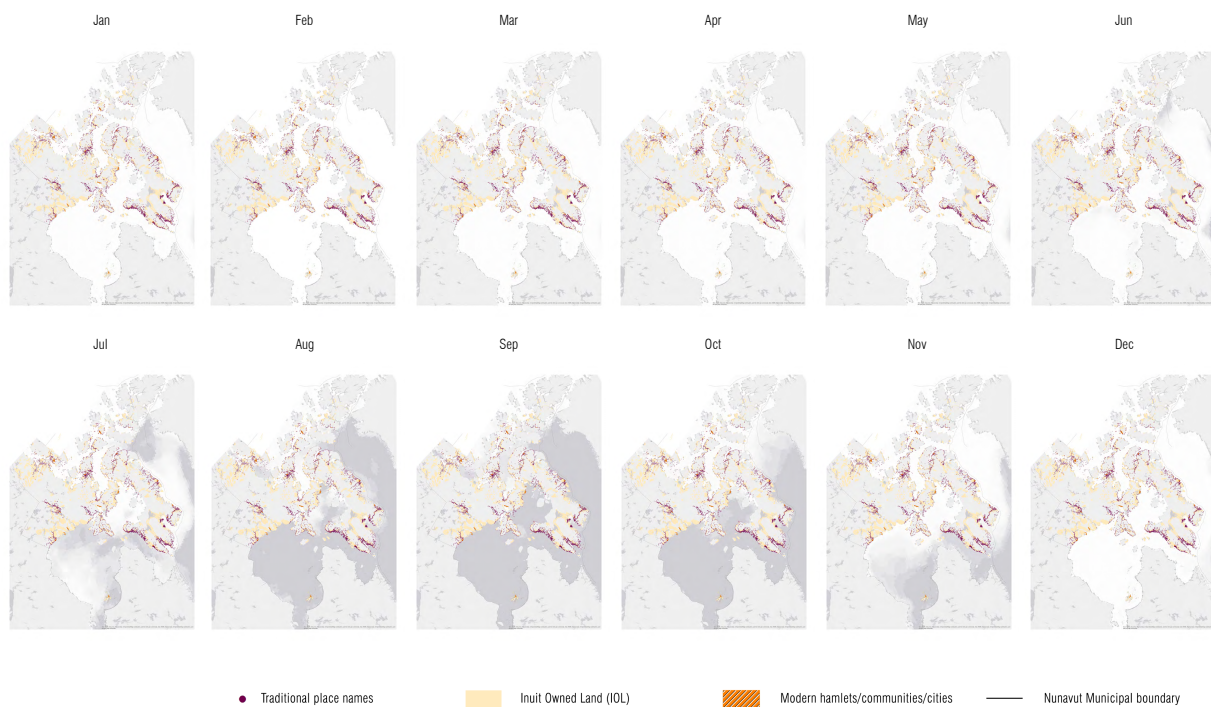 Jan Feb Mar Apr May Jun
Jul Aug Sep Oct Nov Dec
Traditional place names Inuit Owned Land (IOL) Modern hamlets/communities/cities Nunavut Municipal boundary